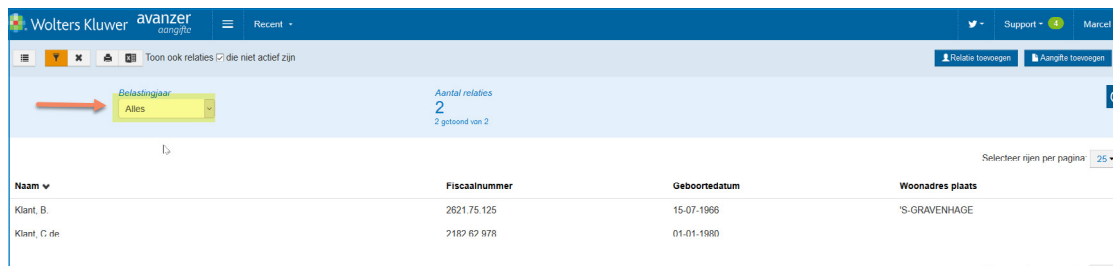 Wolters Kluwer avanzer aangifte Recent Support 4 Marcel
Toon ook relaties die niet actief zijn Relatie toevoegen Aangifte toevoegen
Belastingjaar Aantal relaties
Alles 2
2 getoond van 2
Selecteer rijen per pagina: 25
Naam Fiscaalnummer Geboortedatum Woonadres plaats
Klant, B. 2621.75.125 15-07-1966 'S-GRAVENHAGE
Klant, C de 2182.62.978 01-01-1980